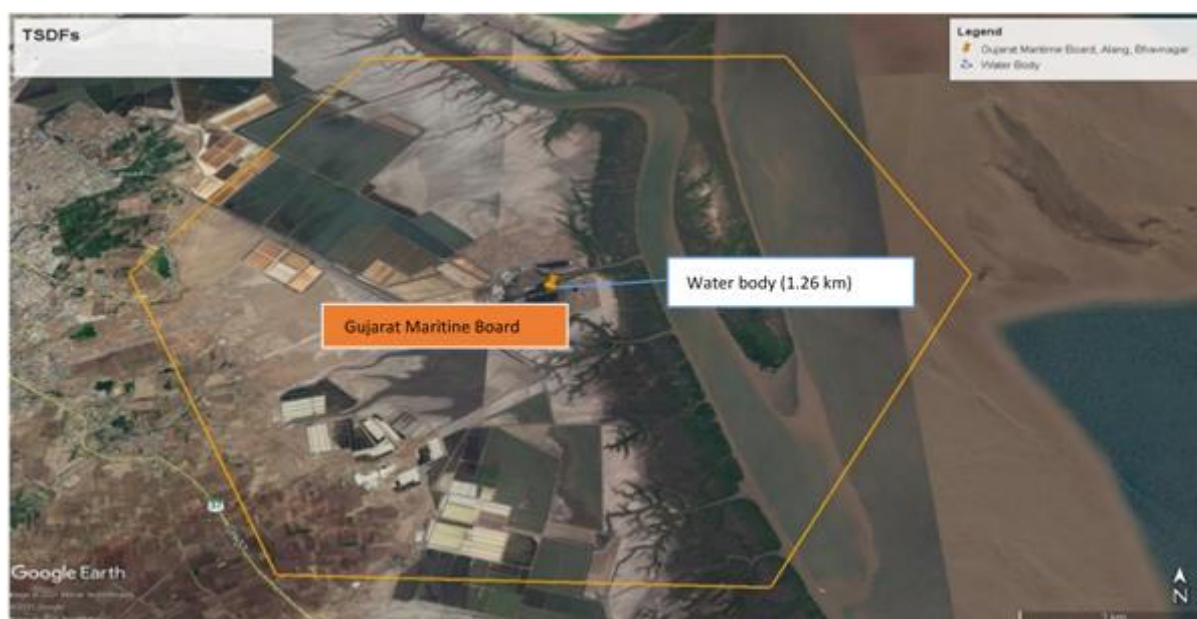 TSDFs
Legend
Gujarat Maritime Board, Alang, Bhavnagar
Water Body
Water body (1.26 km)
Gujarat Maritine Board
37
Google Earth
N